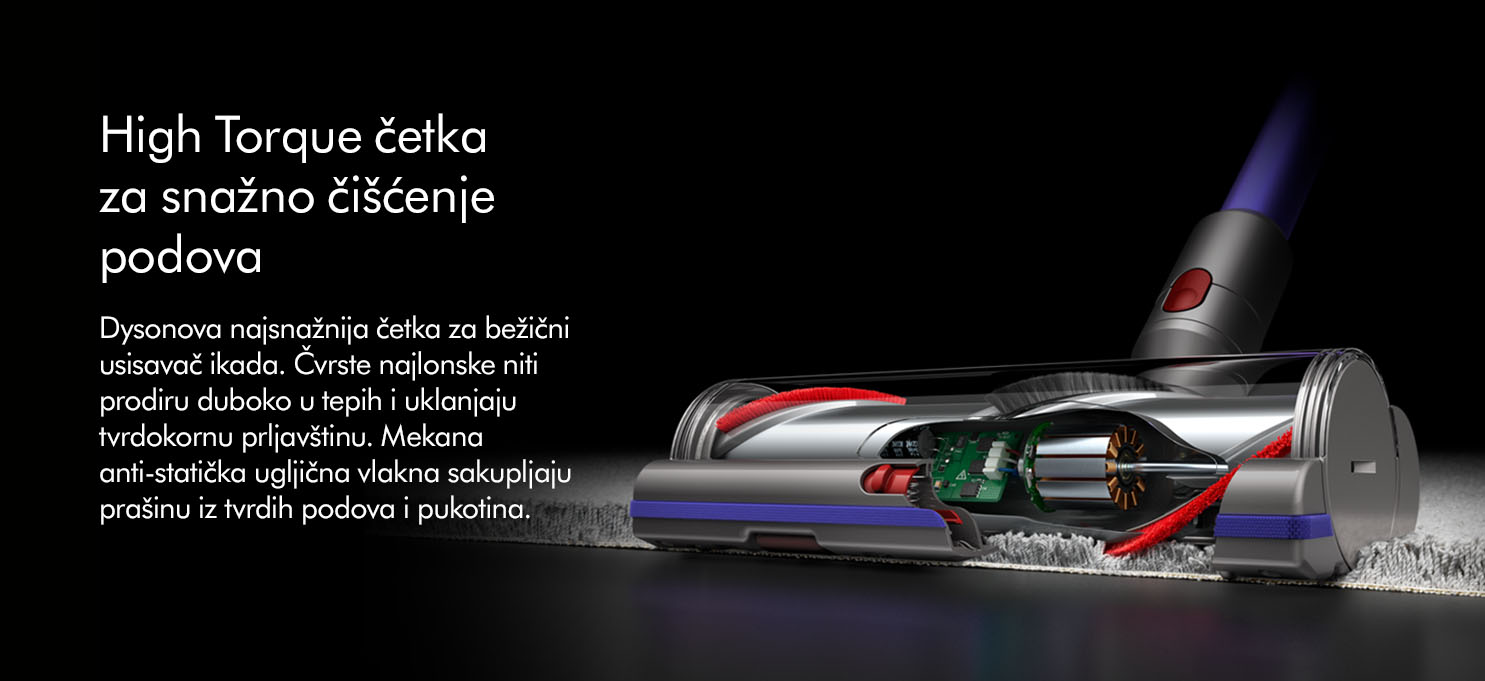 High Torque četka
za snažno čišćenje
podova
Dysonova najsnažnija četka za bežični
usisavač ikada. Čvrste najlonske niti
prodiru duboko u tepih i uklanjaju
tvrdokornu prljavštinu. Mekana
anti-statička ugljična vlakna sakupljaju
prašinu iz tvrdih podova i pukotina.